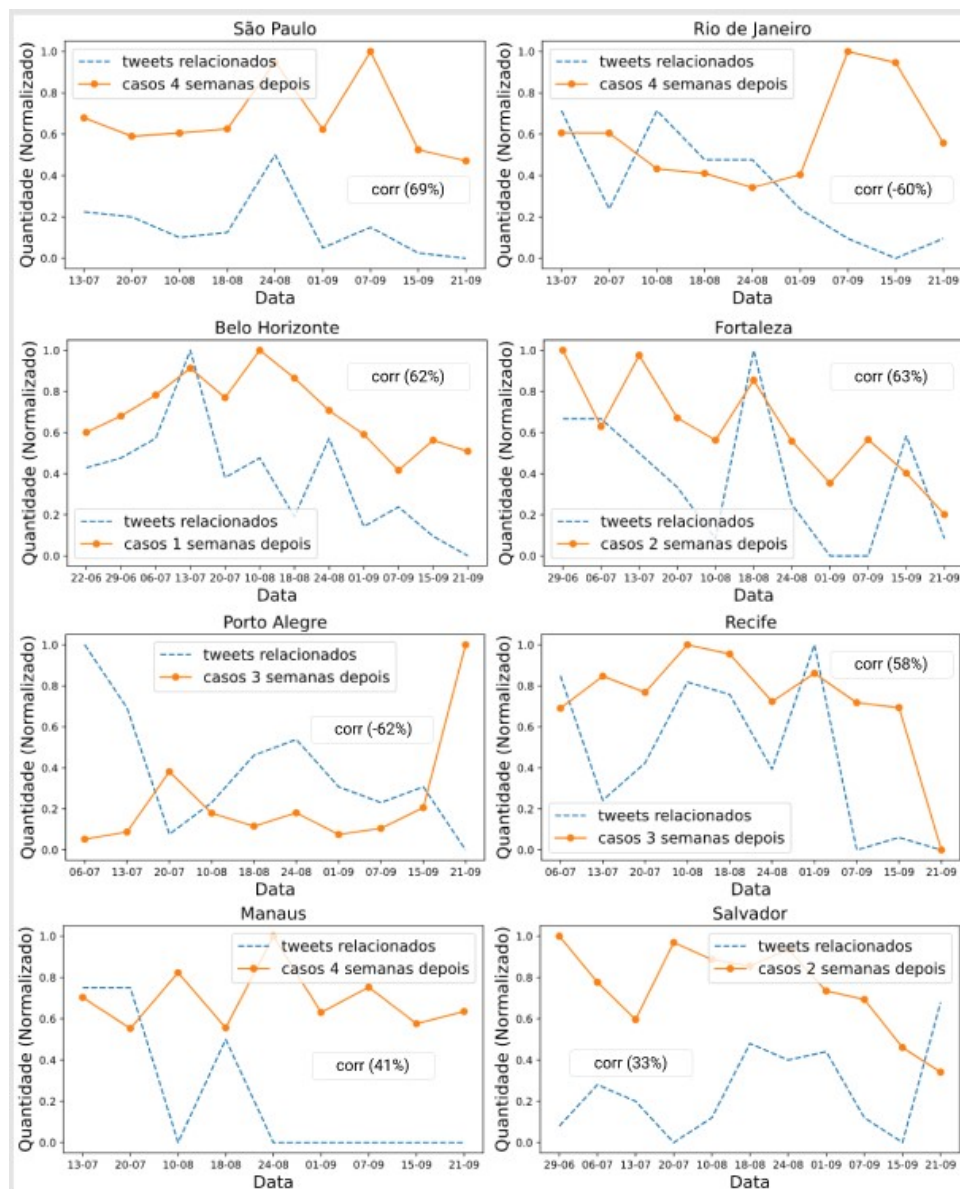 São Paulo
Quantidade (Normalizado)
1.0
0.8
0.6
0.4
0.2
0.0
tweets relacionados
casos 4 semanas depois
corr (69%)
13-07 20-07 10-08 18-08 24-08 01-09 07-09 15-09 21-09
Data
Rio de Janeiro
Quantidade (Normalizado)
1.0
0.8
0.6
0.4
0.2
0.0
tweets relacionados
casos 4 semanas depois
corr (-60%)
13-07 20-07 10-08 18-08 24-08 01-09 07-09 15-09 21-09
Data
Belo Horizonte
Quantidade (Normalizado)
1.0
0.8
0.6
0.4
0.2
0.0
corr (62%)
tweets relacionados
casos 1 semanas depois
22-06 29-06 06-07 13-07 20-07 10-08 18-08 24-08 01-09 07-09 15-09 21-09
Data
Fortaleza
Quantidade (Normalizado)
1.0
0.8
0.6
0.4
0.2
0.0
corr (63%)
tweets relacionados
casos 2 semanas depois
29-06 06-07 13-07 20-07 10-08 18-08 24-08 01-09 07-09 15-09 21-09
Data
Porto Alegre
Quantidade (Normalizado)
1.0
0.8
0.6
0.4
0.2
0.0
tweets relacionados
casos 3 semanas depois
corr (-62%)
06-07 13-07 20-07 10-08 18-08 24-08 01-09 07-09 15-09 21-09
Data
Recife
Quantidade (Normalizado)
1.0
0.8
0.6
0.4
0.2
0.0
corr (58%)
tweets relacionados
casos 3 semanas depois
06-07 13-07 20-07 10-08 18-08 24-08 01-09 07-09 15-09 21-09
Data
Manaus
Quantidade (Normalizado)
1.0
0.8
0.6
0.4
0.2
0.0
tweets relacionados
casos 4 semanas depois
corr (41%)
13-07 20-07 10-08 18-08 24-08 01-09 07-09 15-09 21-09
Data
Salvador
Quantidade (Normalizado)
1.0
0.8
0.6
0.4
0.2
0.0
tweets relacionados
casos 2 semanas depois
corr (33%)
29-06 06-07 13-07 20-07 10-08 18-08 24-08 01-09 07-09 15-09 21-09
Data